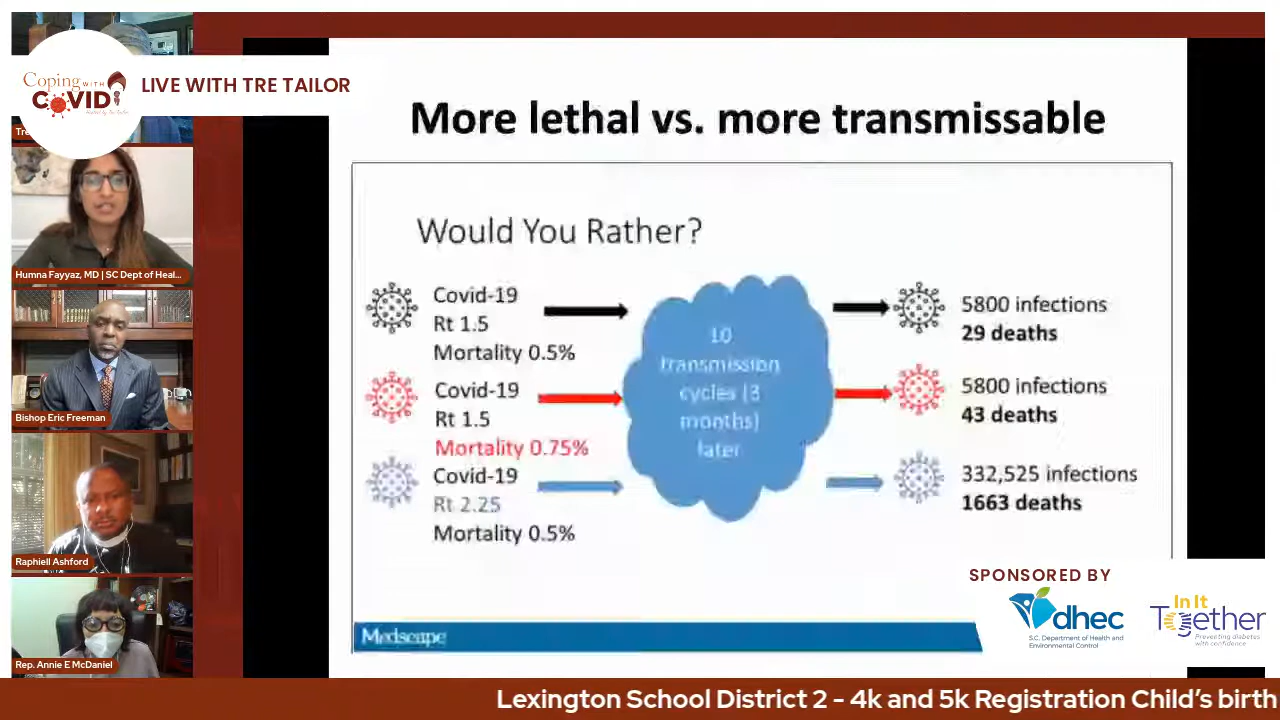 Coping WITH
COVID
LIVE WITH TRE TAILOR
Tre
Humna Fayyaz, MD | SC Dept of Heal...
Bishop Eric Freeman
Raphiell Ashford
Rep. Annie E McDaniel
More lethal vs. more transmissable
Would You Rather?
Covid-19
Rt 1.5
Mortality 0.5%
Covid-19
Rt 1.5
Mortality 0.75%
Covid-19
Rt 2.25
Mortality 0.5%
10
transmission
cycles (3
months)
later
5800 infections
29 deaths
5800 infections
43 deaths
332,525 infections
1663 deaths
Medscape
SPONSORED BY
dhec
S.C. Department of Health and
Environmental Control
In It
Together
Preventing diabetes
with confidence
Lexington School District 2 - 4k and 5k Registration Child's birth